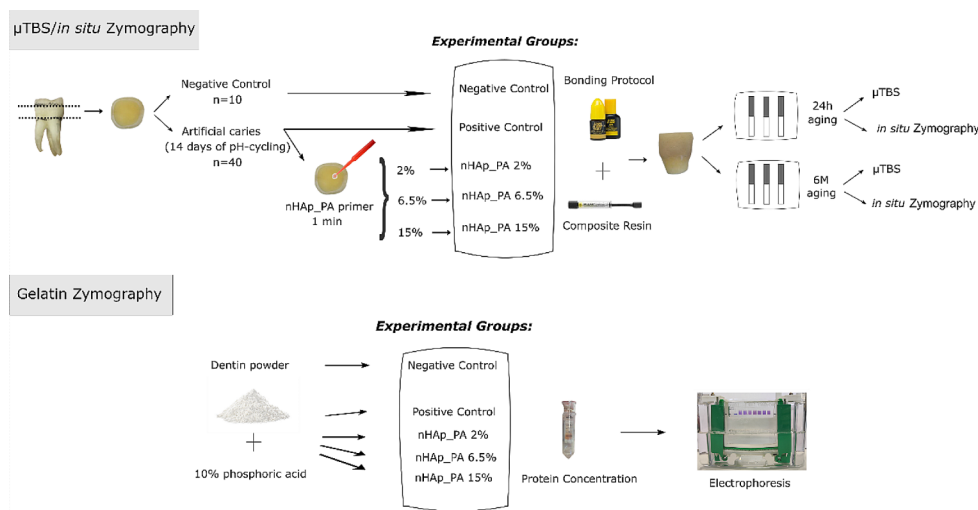 µTBS/in situ Zymography
Experimental Groups:
Negative Control
n=10
Artificial caries
(14 days of pH-cycling)
n=40
nHAp_PA primer
1 min
2%
6.5%
15%
Negative Control
Positive Control
nHAp_PA 2%
nHAp_PA 6.5%
nHAp_PA 15%
Bonding Protocol
Composite Resin
24h
aging
µTBS
in situ Zymography
6M
aging
µTBS
in situ Zymography
Gelatin Zymography
Experimental Groups:
Dentin powder
10% phosphoric acid
Negative Control
Positive Control
nHAp_PA 2%
nHAp_PA 6.5%
nHAp_PA 15%
Protein Concentration
Electrophoresis